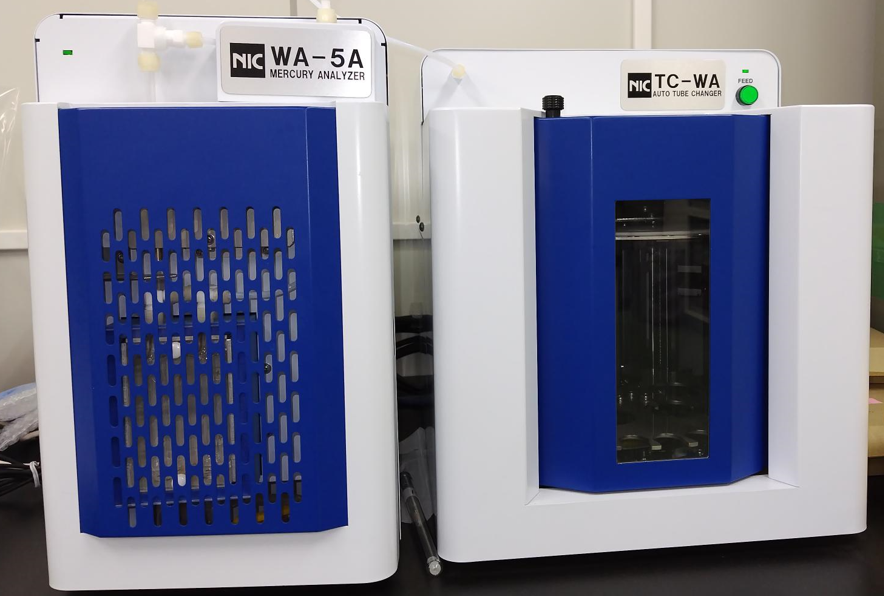 NIC WA-5A
MERCURY ANALYZER
NIC TC-WA
AUTO TUBE CHANGER
FEED